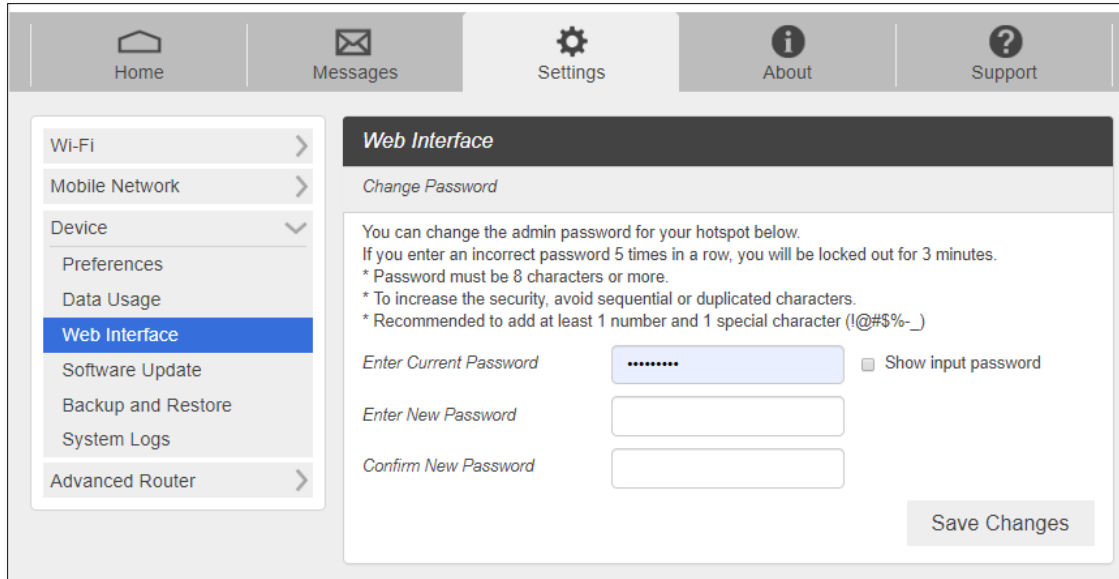 Home
Messages
Settings
About
Support
Wi-Fi
Mobile Network
Device
Preferences
Data Usage
Web Interface
Software Update
Backup and Restore
System Logs
Advanced Router
Web Interface
Change Password
You can change the admin password for your hotspot below.
If you enter an incorrect password 5 times in a row, you will be locked out for 3 minutes.
* Password must be 8 characters or more.
* To increase the security, avoid sequential or duplicated characters.
* Recommended to add at least 1 number and 1 special character (!@#$%-_)
Enter Current Password ••••••••• Show input password
Enter New Password
Confirm New Password
Save Changes